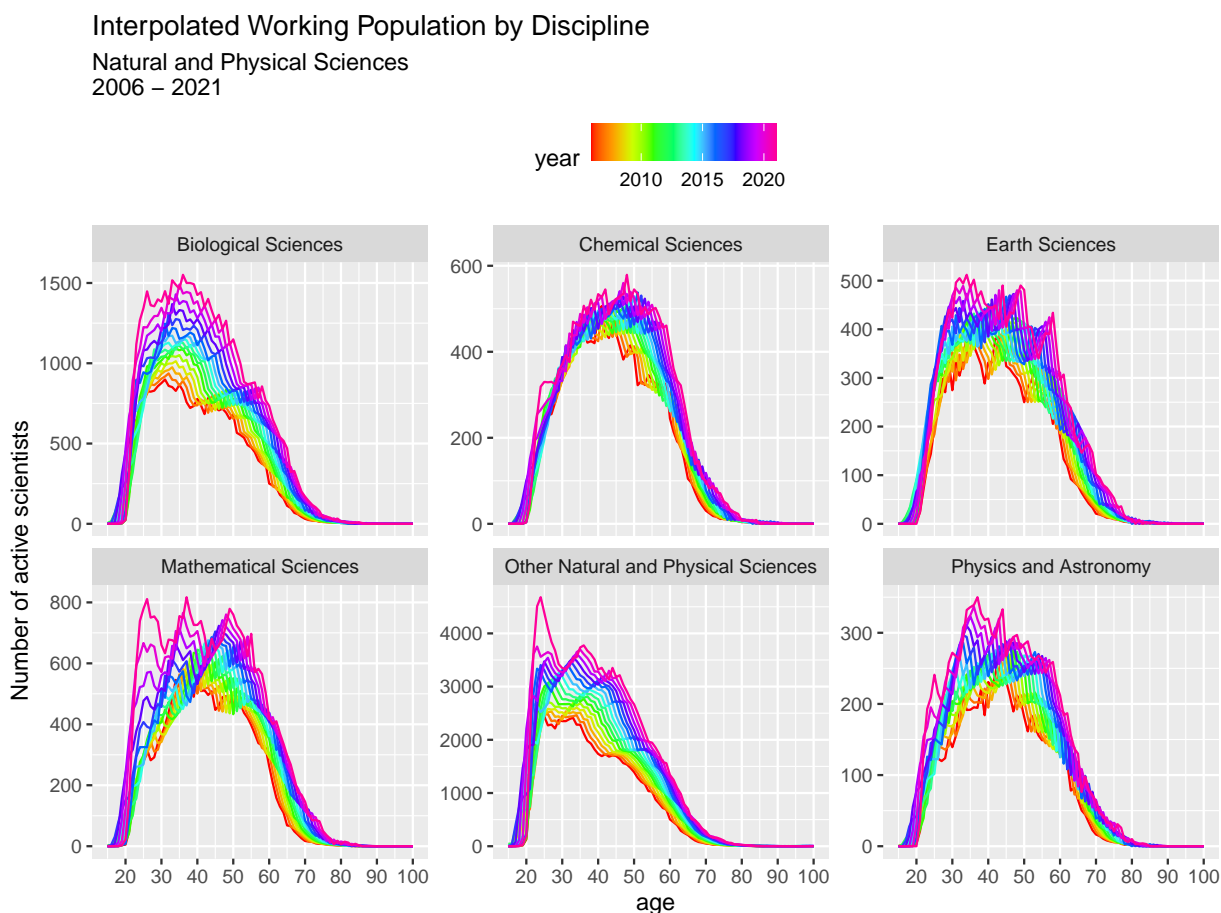 Interpolated Working Population by Discipline
Natural and Physical Sciences
2006 – 2021
year
2010 2015 2020
Biological Sciences Chemical Sciences Earth Sciences
1500
1000
500
0
600
400
200
0
500
400
300
200
100
0
Mathematical Sciences Other Natural and Physical Sciences Physics and Astronomy
800
600
400
200
0
4000
3000
2000
1000
0
300
200
100
0
20 30 40 50 60 70 80 90 100 20 30 40 50 60 70 80 90 100 20 30 40 50 60 70 80 90 100
age
Number of active scientists